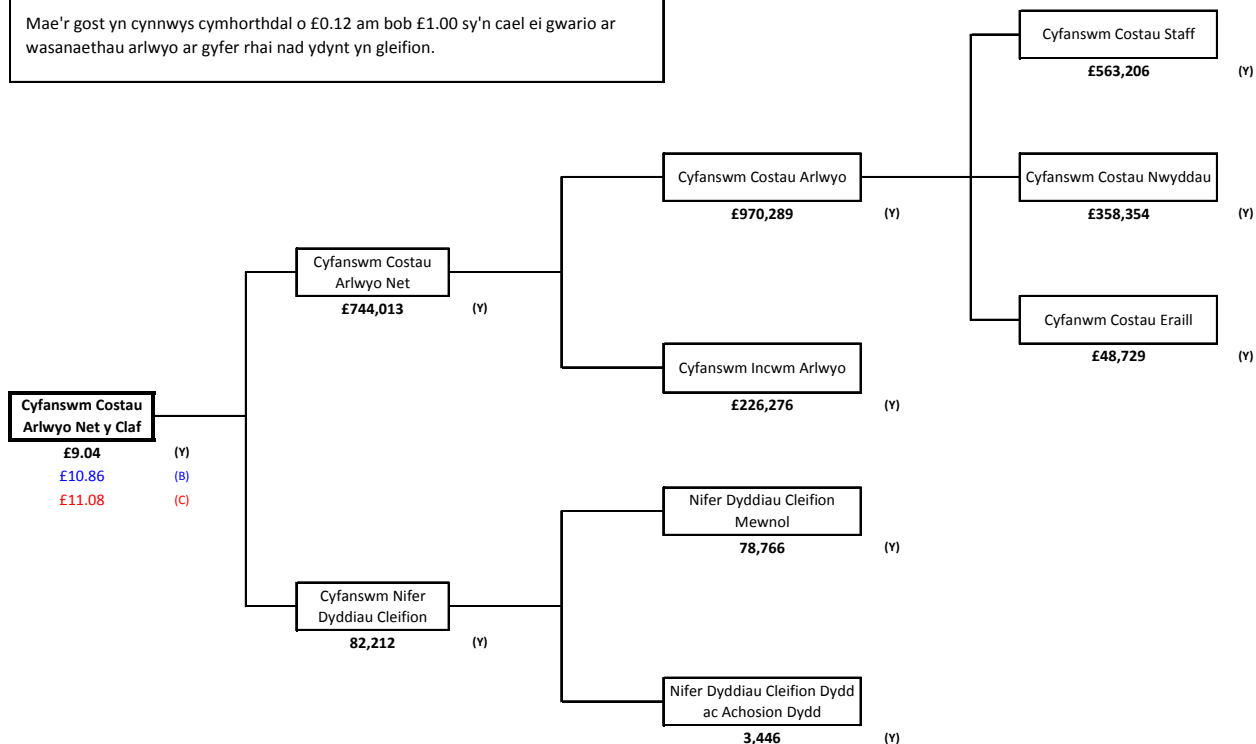 Mae'r gost yn cynnwys cymhorthdal o £0.12 am bob £1.00 sy'n cael ei gwario ar
wasanaethau arlwyo ar gyfer rhai nad ydynt yn gleifion.
Cyfanswm Costau Staff
£563,206 (Y)
Cyfanswm Costau Arlwyo
£970,289 (Y)
Cyfanswm Costau Nwyddau
£358,354 (Y)
Cyfanswm Costau
Arlwyo Net
£744,013 (Y)
Cyfanwm Costau Eraill
£48,729 (Y)
Cyfanswm Incwm Arlwyo
£226,276 (Y)
Cyfanswm Costau
Arlwyo Net y Claf
£9.04 (Y)
£10.86 (B)
£11.08 (C)
Nifer Dyddiau Cleifion
Mewnol
78,766 (Y)
Cyfanswm Nifer
Dyddiau Cleifion
82,212 (Y)
Nifer Dyddiau Cleifion Dydd
ac Achosion Dydd
3,446 (Y)